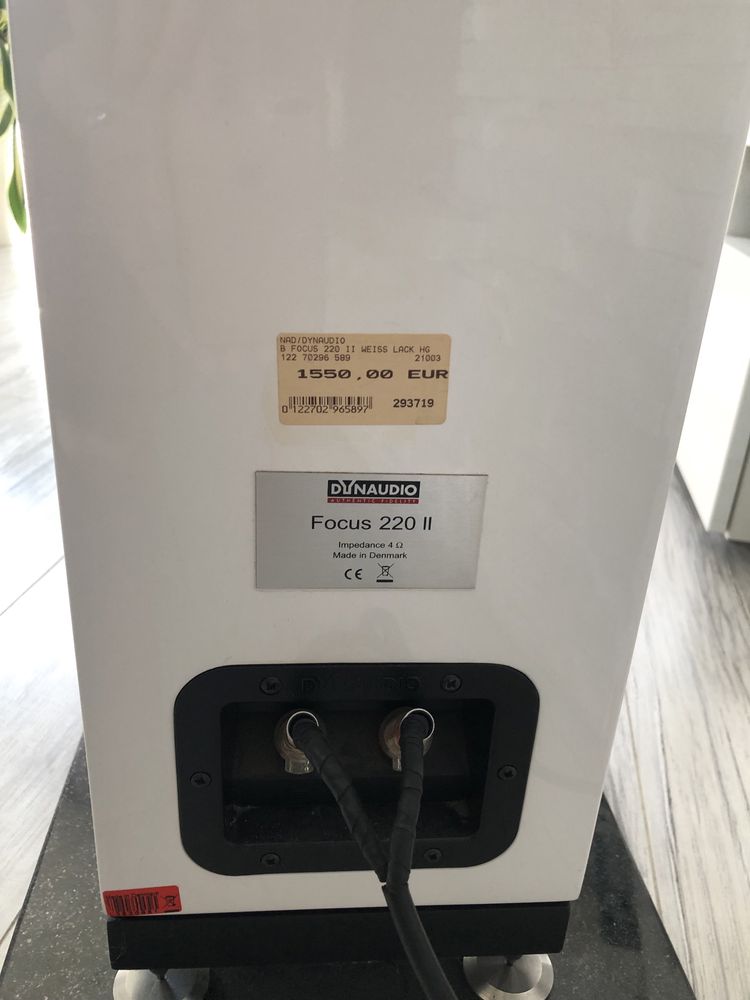 NAD/DYNAUDIO
B FOCUS 220 II WEISS LACK HG
122 70296 589 21003
1550,00 EUR
0 122702 965897 293719
DYNAUDIO
AUTHENTIC FIDELITY
Focus 220 II
Impedance 4 Ω
Made in Denmark
CE
DYNAUDIO